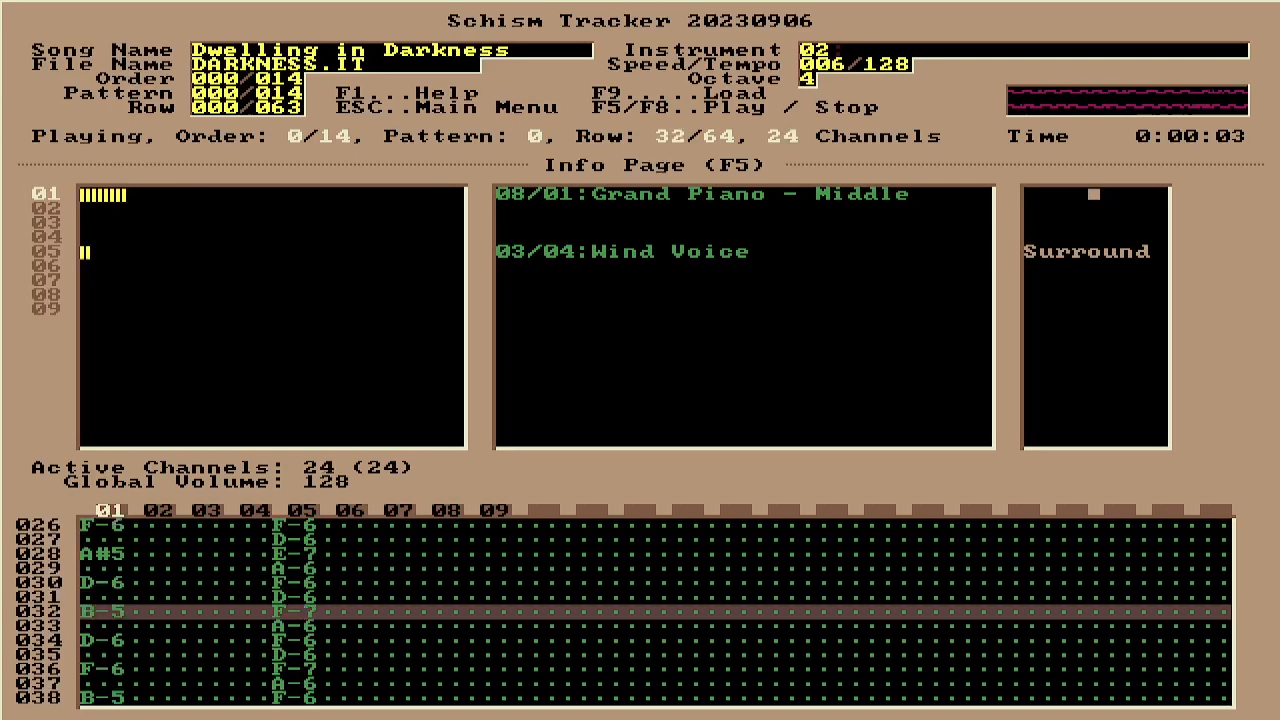 Schism Tracker 20230906
Song Name Dwelling in Darkness Instrument 02
File Name DARKNESS.IT Speed/Tempo 006/128
Order 000/014 Octave 4
Pattern 000/014 F1...Help F9.....Load
Row 000/063 ESC..Main Menu F5/F8..Play / Stop
Playing, Order: 0/14, Pattern: 0, Row: 32/64, 24 Channels Time 0:00:03
Info Page (F5)
01 08/01:Grand Piano - Middle
02
03
04
05 03/04:Wind Voice Surround
06
07
08
09
Active Channels: 24 (24)
Global Volume: 128
01 02 03 04 05 06 07 08 09
026 F-6 F-6
027 D-6
028 A#5 E-7
029 A-6
030 D-6 F-6
031 D-6
032 B-5 F-7
033 A-6
034 D-6 F-6
035 D-6
036 F-6 F-7
037 A-6
038 B-5 F-6